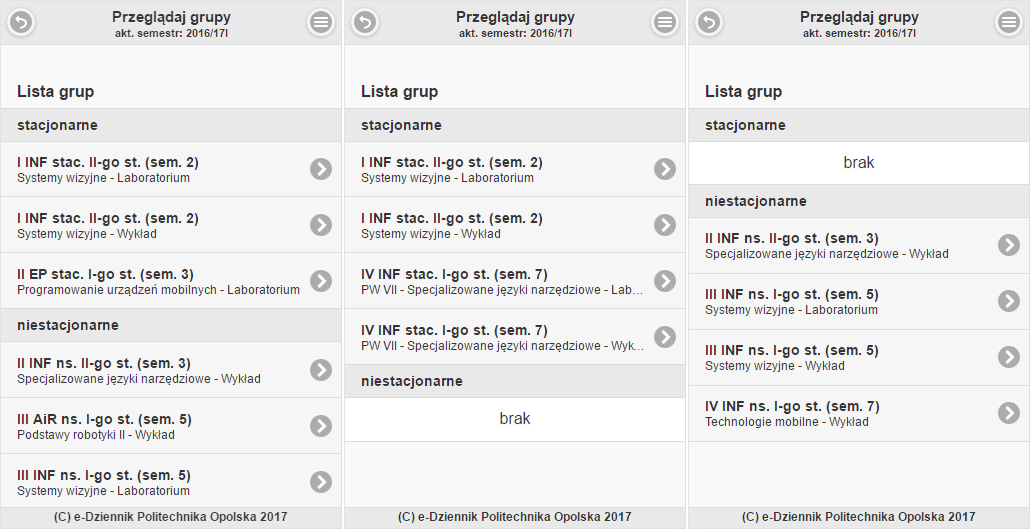 Przeglądaj grupy
akt. semestr: 2016/17I
Lista grup
stacjonarne
I INF stac. II-go st. (sem. 2)
Systemy wizyjne - Laboratorium
I INF stac. II-go st. (sem. 2)
Systemy wizyjne - Wykład
II EP stac. I-go st. (sem. 3)
Programowanie urządzeń mobilnych - Laboratorium
niestacjonarne
II INF ns. II-go st. (sem. 3)
Specjalizowane języki narzędziowe - Wykład
III AiR ns. I-go st. (sem. 5)
Podstawy robotyki II - Wykład
III INF ns. I-go st. (sem. 5)
Systemy wizyjne - Laboratorium
(C) e-Dziennik Politechnika Opolska 2017
Przeglądaj grupy
akt. semestr: 2016/17I
Lista grup
stacjonarne
I INF stac. II-go st. (sem. 2)
Systemy wizyjne - Laboratorium
I INF stac. II-go st. (sem. 2)
Systemy wizyjne - Wykład
IV INF stac. I-go st. (sem. 7)
PW VII - Specjalizowane języki narzędziowe - Lab...
IV INF stac. I-go st. (sem. 7)
PW VII - Specjalizowane języki narzędziowe - Wyk...
niestacjonarne
brak
(C) e-Dziennik Politechnika Opolska 2017
Przeglądaj grupy
akt. semestr: 2016/17I
Lista grup
stacjonarne
brak
niestacjonarne
II INF ns. II-go st. (sem. 3)
Specjalizowane języki narzędziowe - Wykład
III INF ns. I-go st. (sem. 5)
Systemy wizyjne - Laboratorium
III INF ns. I-go st. (sem. 5)
Systemy wizyjne - Wykład
IV INF ns. I-go st. (sem. 7)
Technologie mobilne - Wykład
(C) e-Dziennik Politechnika Opolska 2017